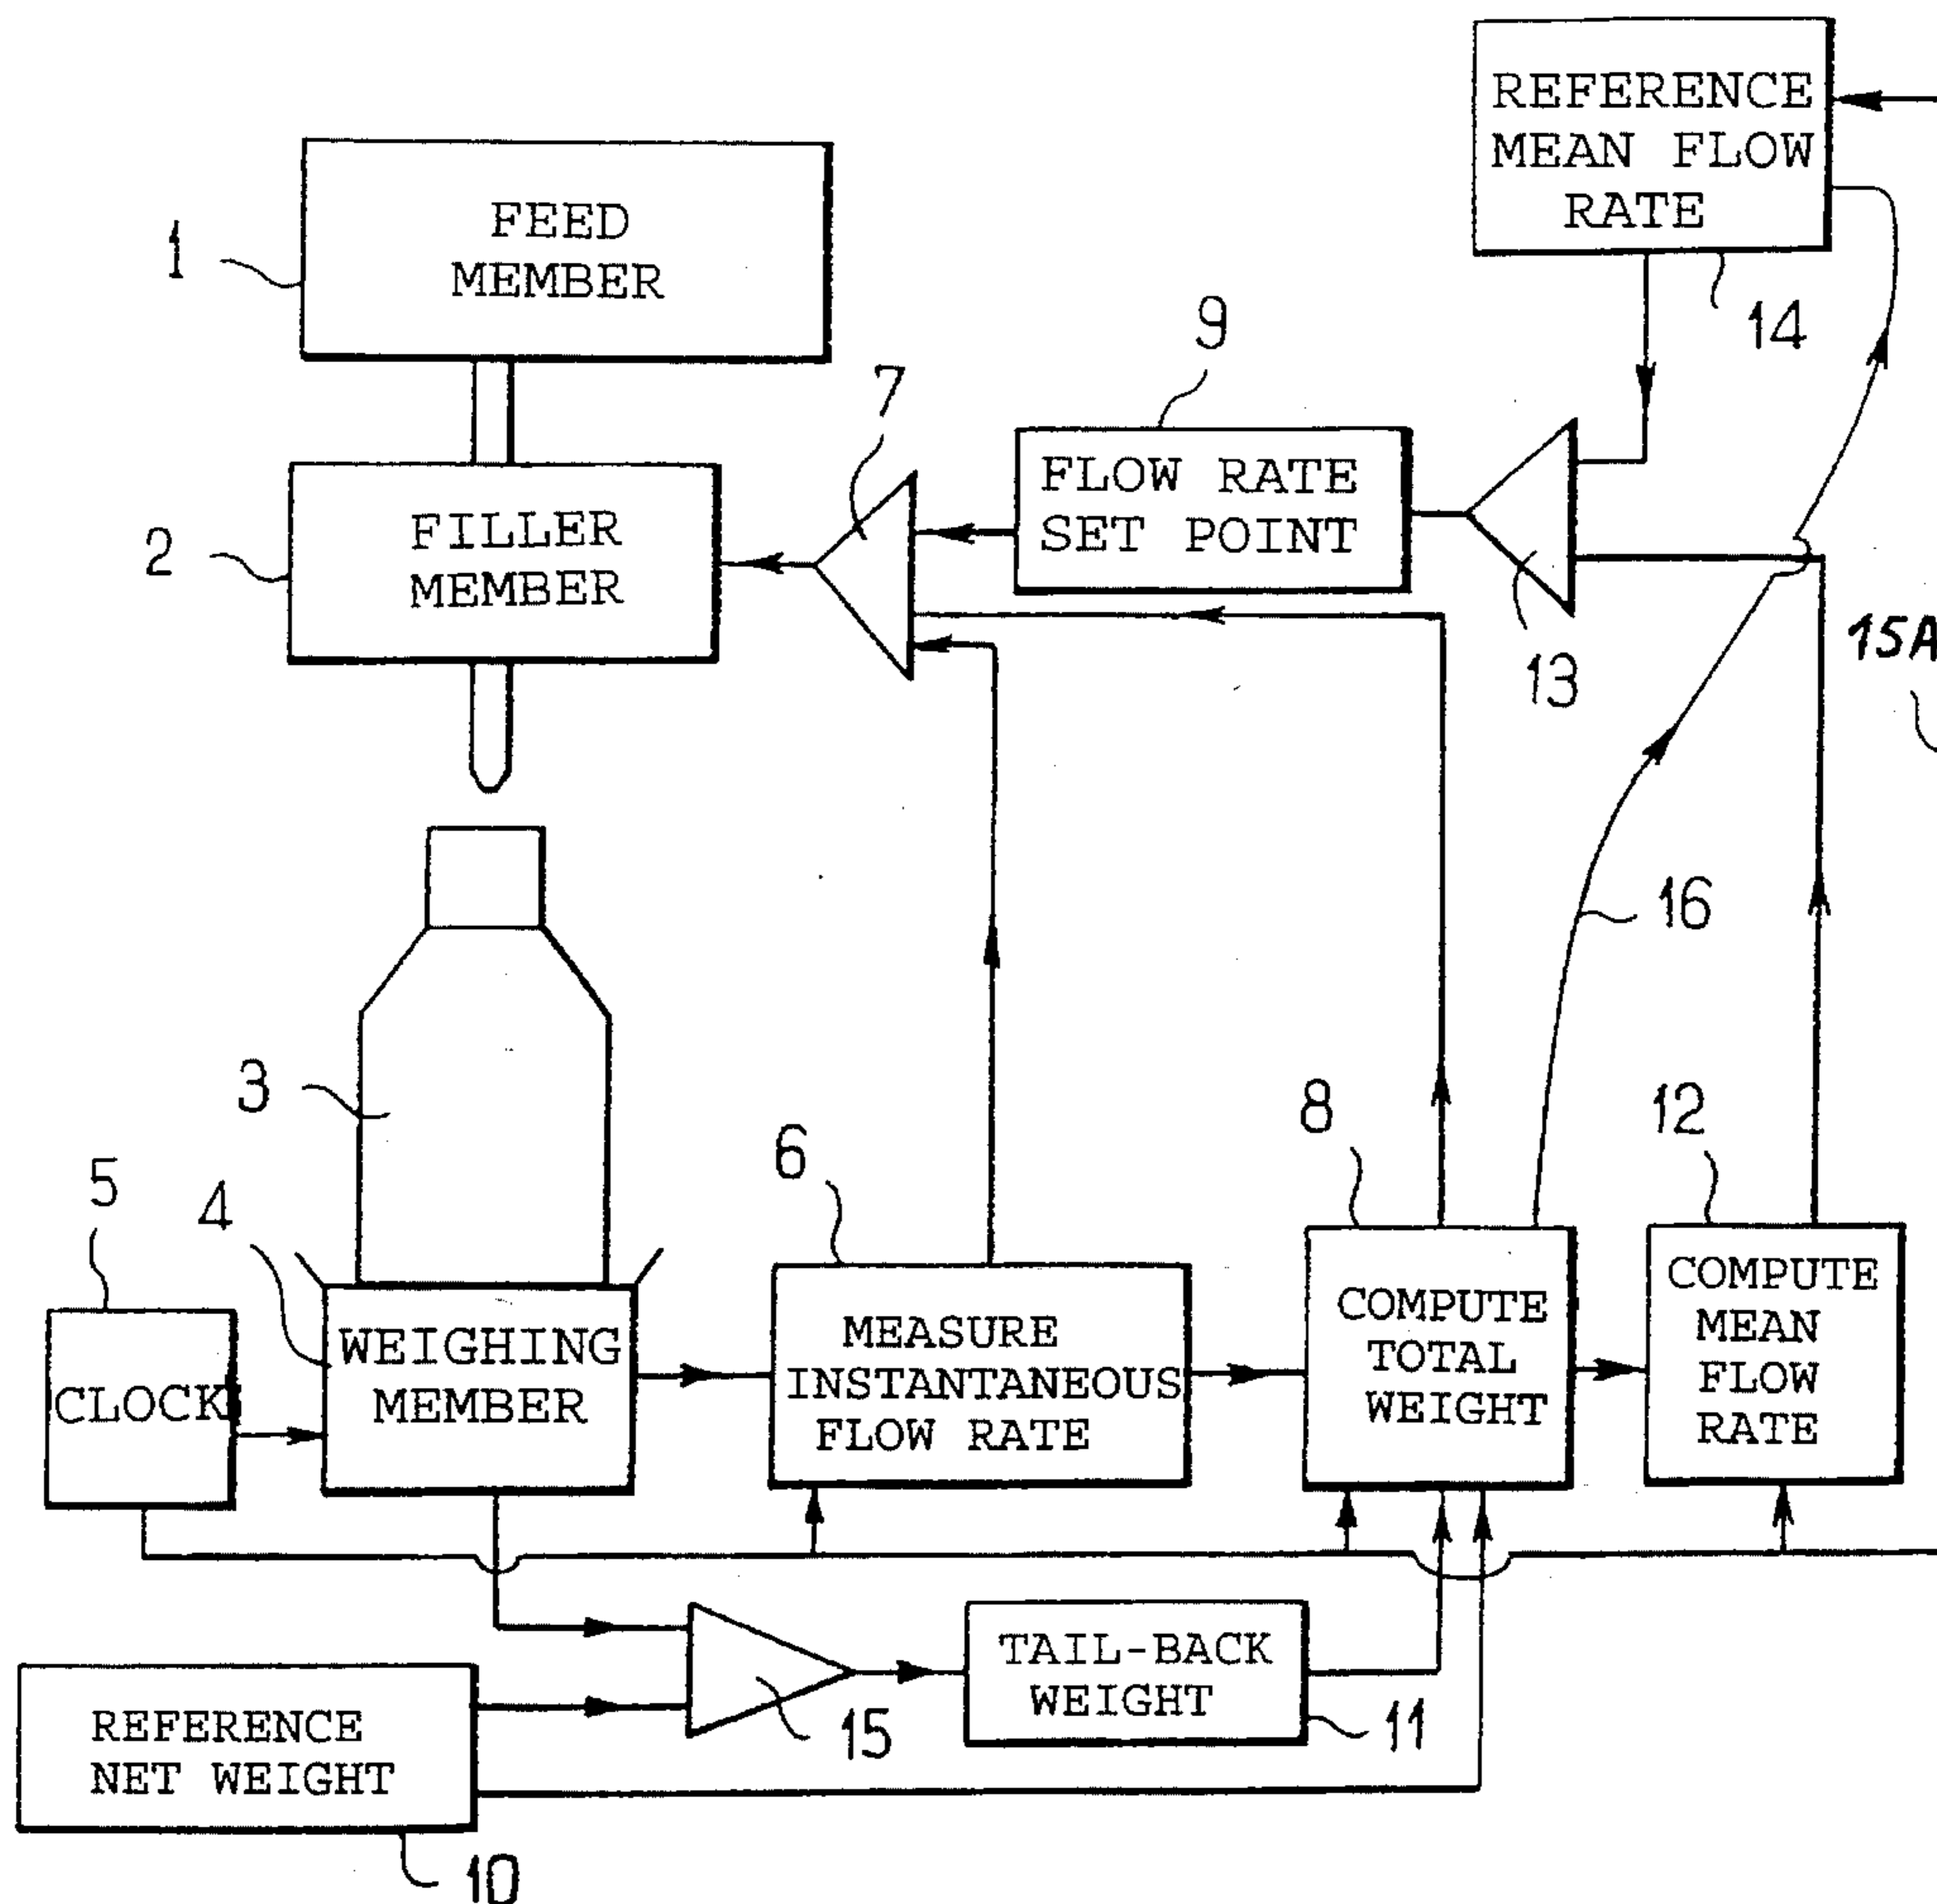 REFERENCE
MEAN FLOW
RATE
14
FEED
MEMBER
1
9
7
FLOW RATE
SET POINT
13
FILLER
MEMBER
2
15A
16
3
5
4
6
8
12
CLOCK
WEIGHING
MEMBER
MEASURE
INSTANTANEOUS
FLOW RATE
COMPUTE
TOTAL
WEIGHT
COMPUTE
MEAN
FLOW
RATE
15
TAIL-BACK
WEIGHT
11
REFERENCE
NET WEIGHT
10